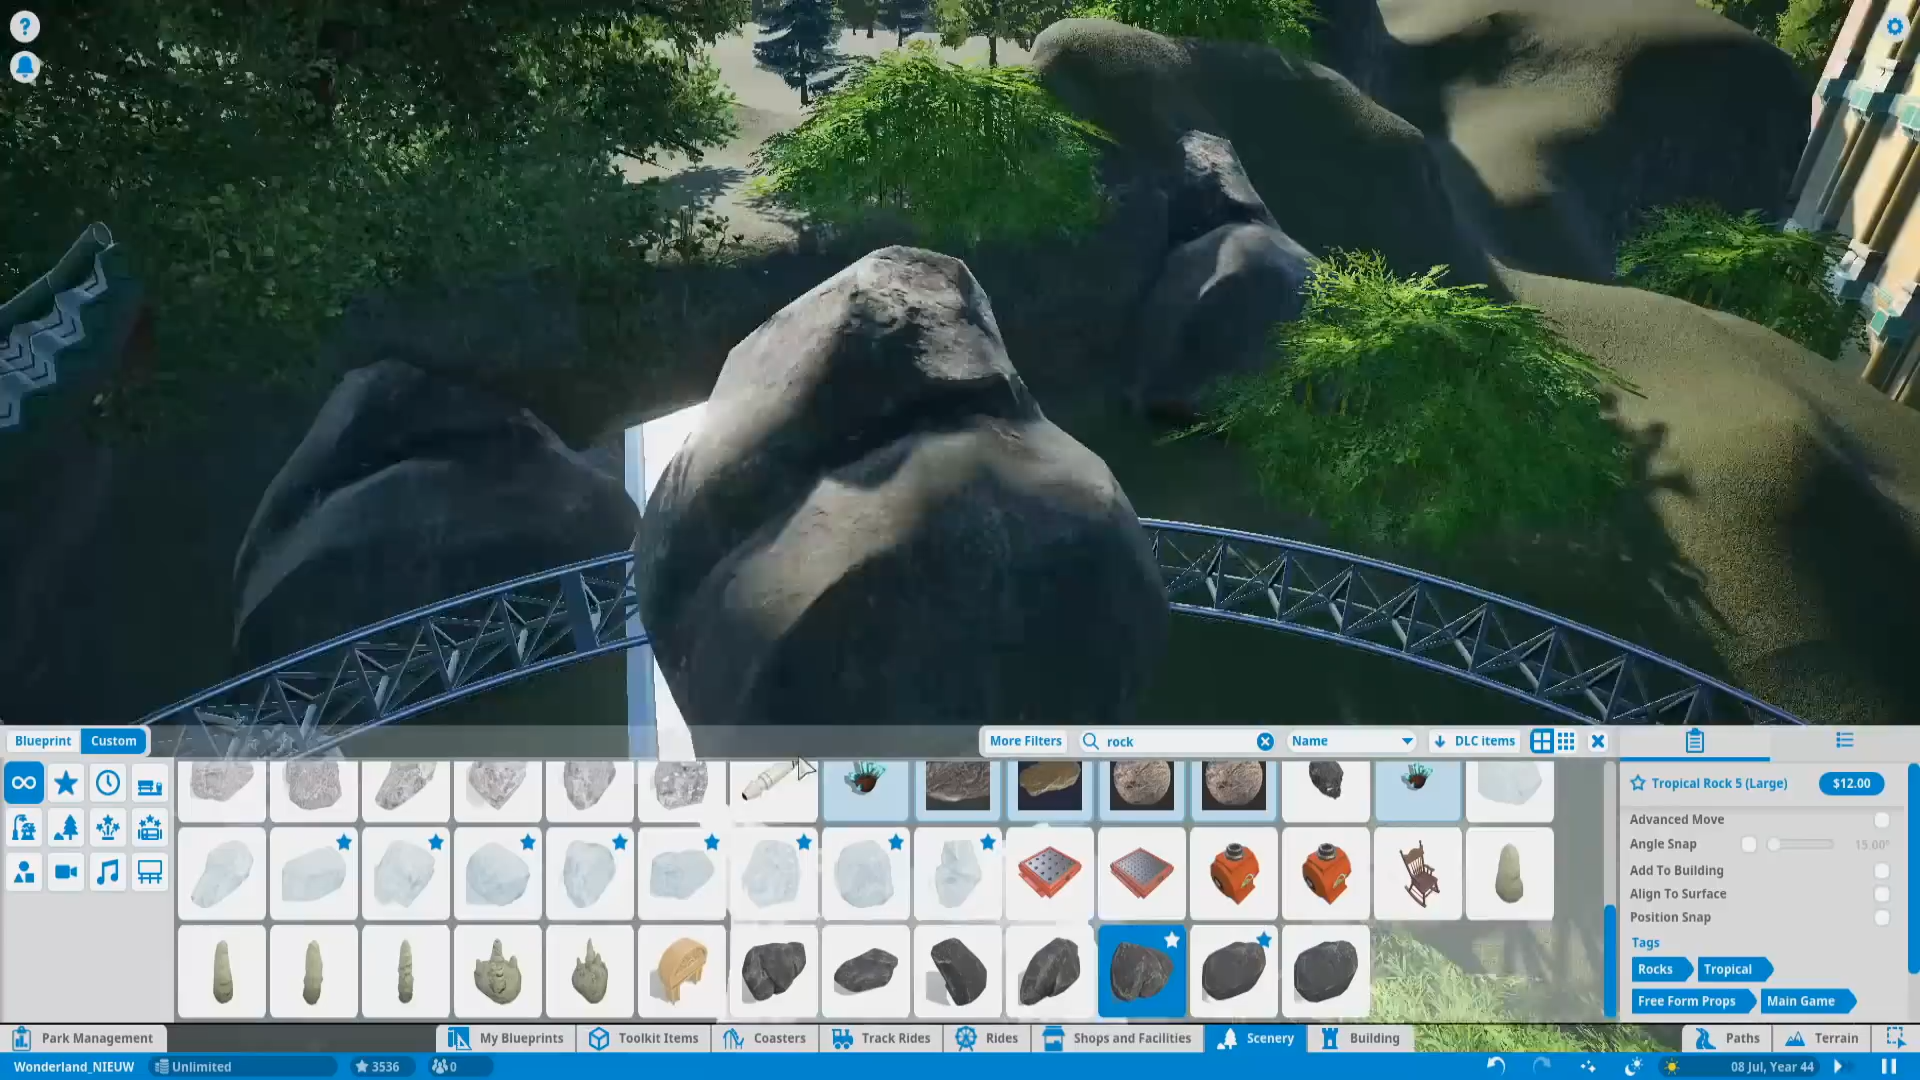 ?
Blueprint
Custom
More Filters
rock
Name
DLC items
Tropical Rock 5 (Large)
$12.00
Advanced Move
Angle Snap
15.00°
Add To Building
Align To Surface
Position Snap
Tags
Rocks
Tropical
Free Form Props
Main Game
Park Management
My Blueprints
Toolkit Items
Coasters
Track Rides
Rides
Shops and Facilities
Scenery
Building
Paths
Terrain
Wonderland_NIEUW
Unlimited
3536
0
08 Jul, Year 44